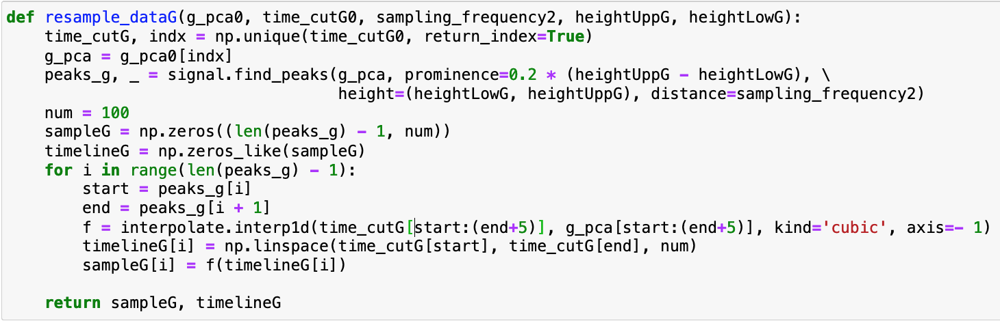 def resample_dataG(g_pca0, time_cutG0, sampling_frequency2, heightUppG, heightLowG):
    time_cutG, indx = np.unique(time_cutG0, return_index=True)
    g_pca = g_pca0[indx]
    peaks_g, _ = signal.find_peaks(g_pca, prominence=0.2 * (heightUppG - heightLowG), \
                                   height=(heightLowG, heightUppG), distance=sampling_frequency2)
    num = 100
    sampleG = np.zeros((len(peaks_g) - 1, num))
    timelineG = np.zeros_like(sampleG)
    for i in range(len(peaks_g) - 1):
        start = peaks_g[i]
        end = peaks_g[i + 1]
        f = interpolate.interp1d(time_cutG[start:(end+5)], g_pca[start:(end+5)], kind='cubic', axis=- 1)
        timelineG[i] = np.linspace(time_cutG[start], time_cutG[end], num)
        sampleG[i] = f(timelineG[i])

    return sampleG, timelineG